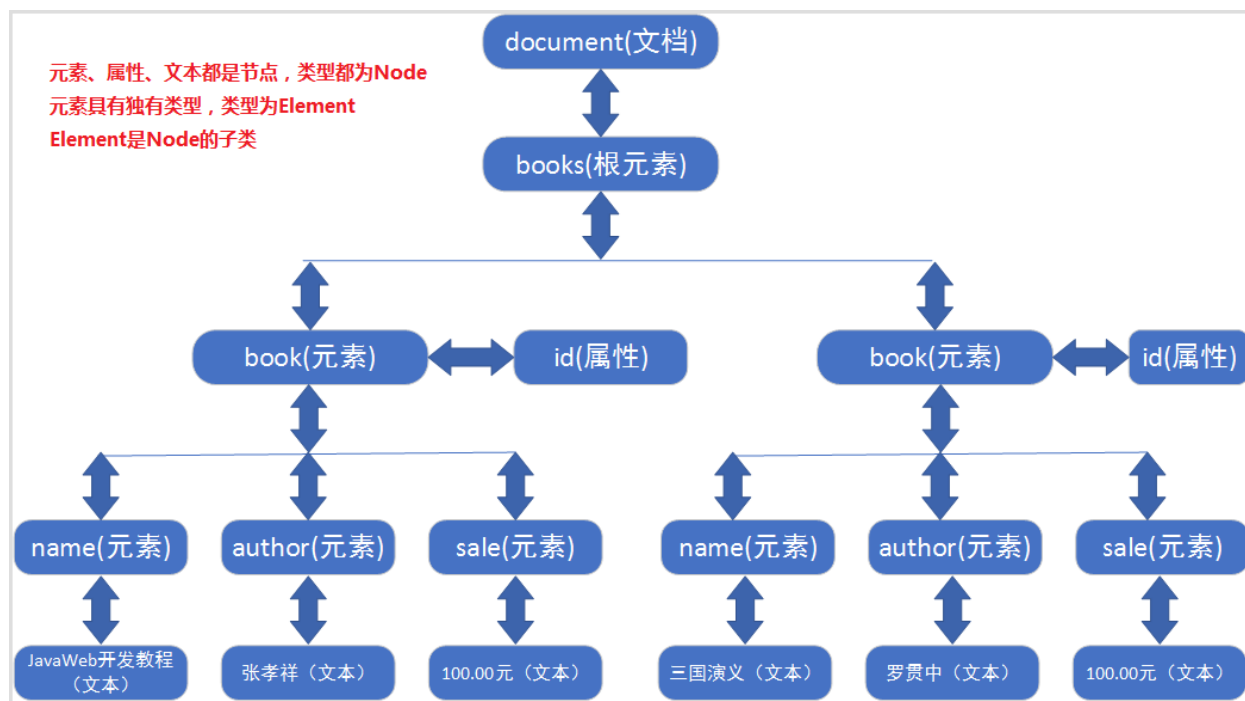 document(文档)
元素、属性、文本都是节点，类型都为Node
元素具有独有类型，类型为Element
Element是Node的子类
books(根元素)
book(元素)
id(属性)
book(元素)
id(属性)
name(元素)
author(元素)
sale(元素)
name(元素)
author(元素)
sale(元素)
JavaWeb开发教程
（文本）
张孝祥（文本）
100.00元（文本）
三国演义（文本）
罗贯中（文本）
100.00元（文本）